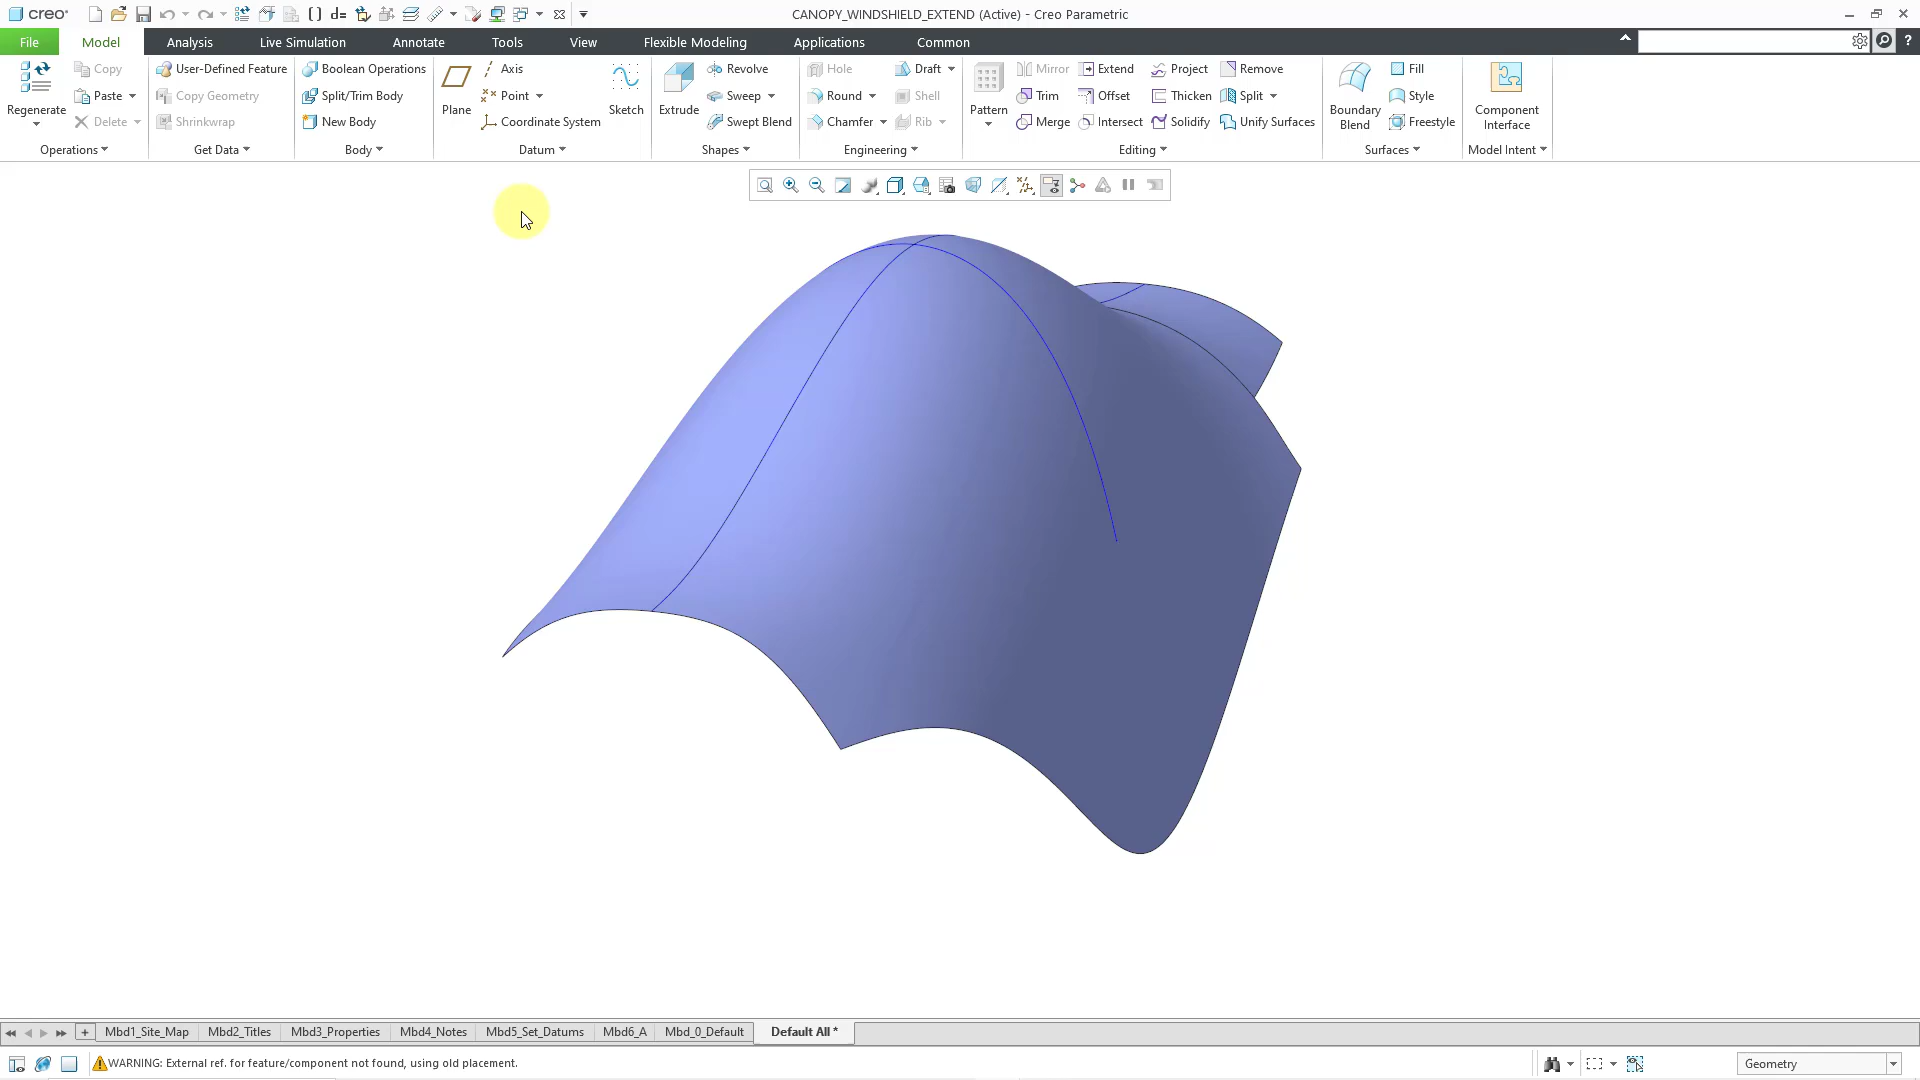 creo
d=
CANOPY_WINDSHIELD_EXTEND (Active) - Creo Parametric
File Model Analysis Live Simulation Annotate Tools View Flexible Modeling Applications Common
?
Regenerate
Copy
Paste
Delete
Operations
User-Defined Feature
Copy Geometry
Shrinkwrap
Get Data
Boolean Operations
Split/Trim Body
New Body
Body
Plane
Axis
Point
Coordinate System
Sketch
Datum
Extrude
Revolve
Sweep
Swept Blend
Shapes
Hole
Round
Chamfer
Draft
Shell
Rib
Engineering
Pattern
Mirror
Trim
Merge
Extend
Offset
Intersect
Project
Thicken
Solidify
Remove
Split
Unify Surfaces
Editing
Boundary
Blend
Fill
Style
Freestyle
Surfaces
Component
Interface
Model Intent
Mbd1_Site_Map Mbd2_Titles Mbd3_Properties Mbd4_Notes Mbd5_Set_Datums Mbd6_A Mbd_0_Default Default All *
WARNING: External ref. for feature/component not found, using old placement.
Geometry